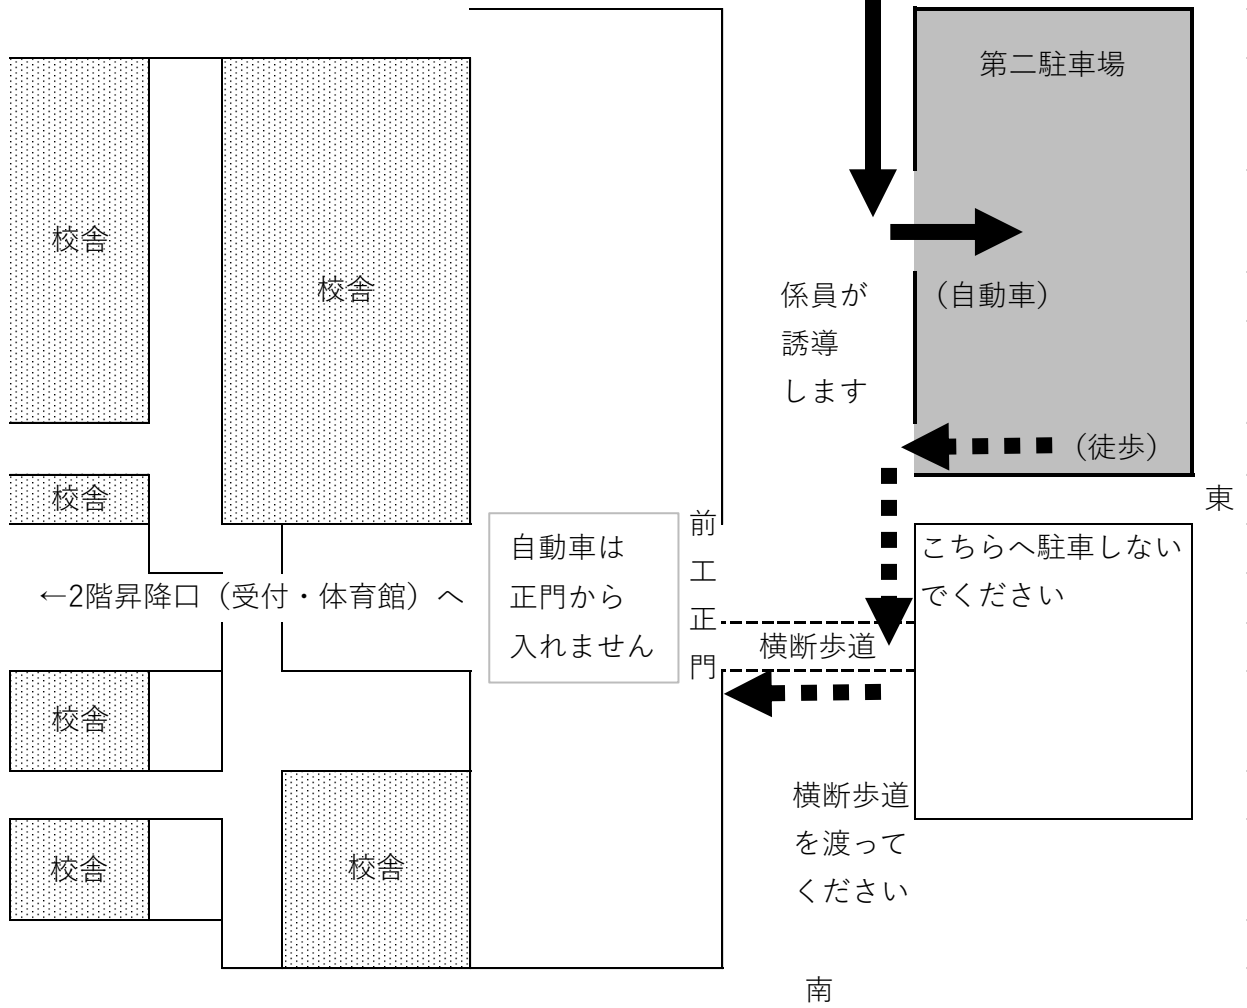 第二駐車場
校舎
校舎
係員が
誘導
します
（自動車）
（徒歩）
校舎
東
自動車は
正門から
入れません
前工正門
こちらへ駐車しない
でください
←2階昇降口（受付・体育館）へ
横断歩道
校舎
横断歩道
を渡って
ください
校舎
校舎
南